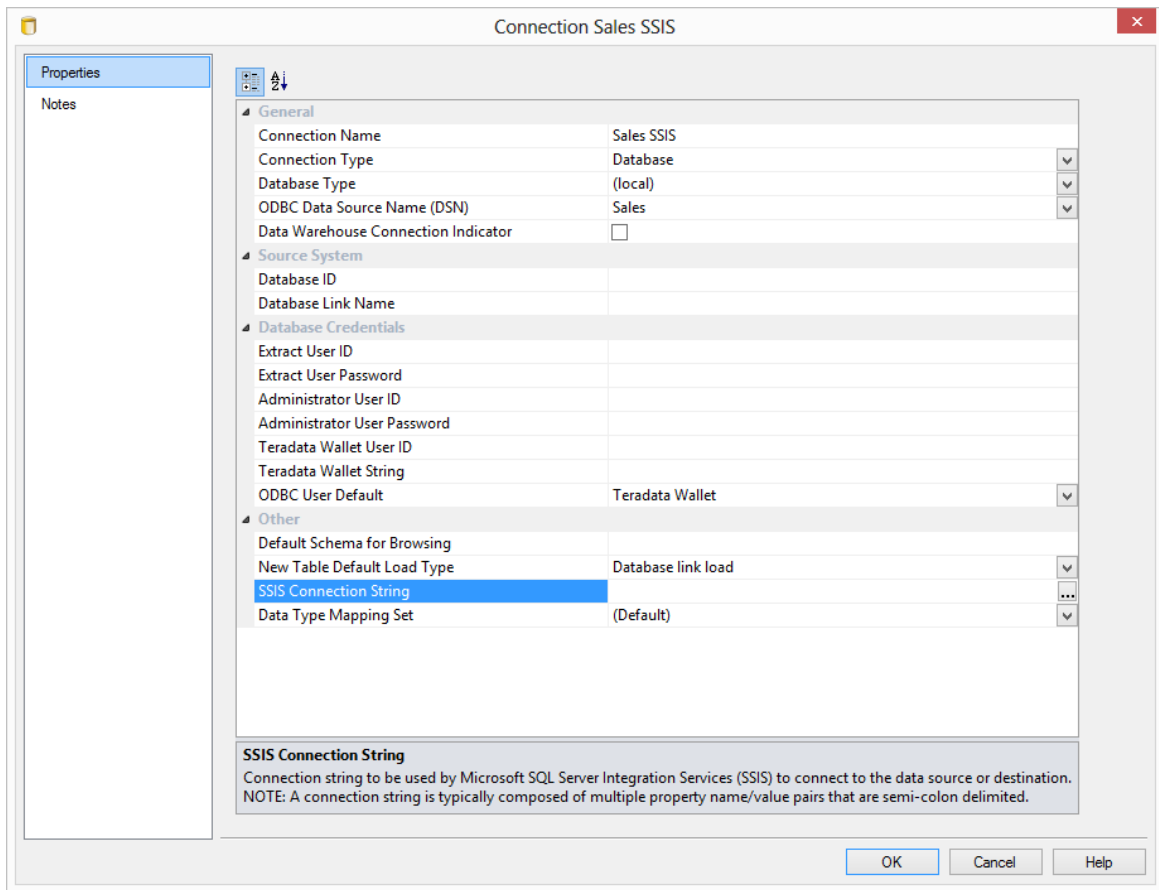 Connection Sales SSIS
Properties
Notes
General
Connection Name Sales SSIS
Connection Type Database
Database Type (local)
ODBC Data Source Name (DSN) Sales
Data Warehouse Connection Indicator
Source System
Database ID
Database Link Name
Database Credentials
Extract User ID
Extract User Password
Administrator User ID
Administrator User Password
Teradata Wallet User ID
Teradata Wallet String
ODBC User Default Teradata Wallet
Other
Default Schema for Browsing
New Table Default Load Type Database link load
SSIS Connection String ...
Data Type Mapping Set (Default)
SSIS Connection String
Connection string to be used by Microsoft SQL Server Integration Services (SSIS) to connect to the data source or destination.
NOTE: A connection string is typically composed of multiple property name/value pairs that are semi-colon delimited.
OK Cancel Help